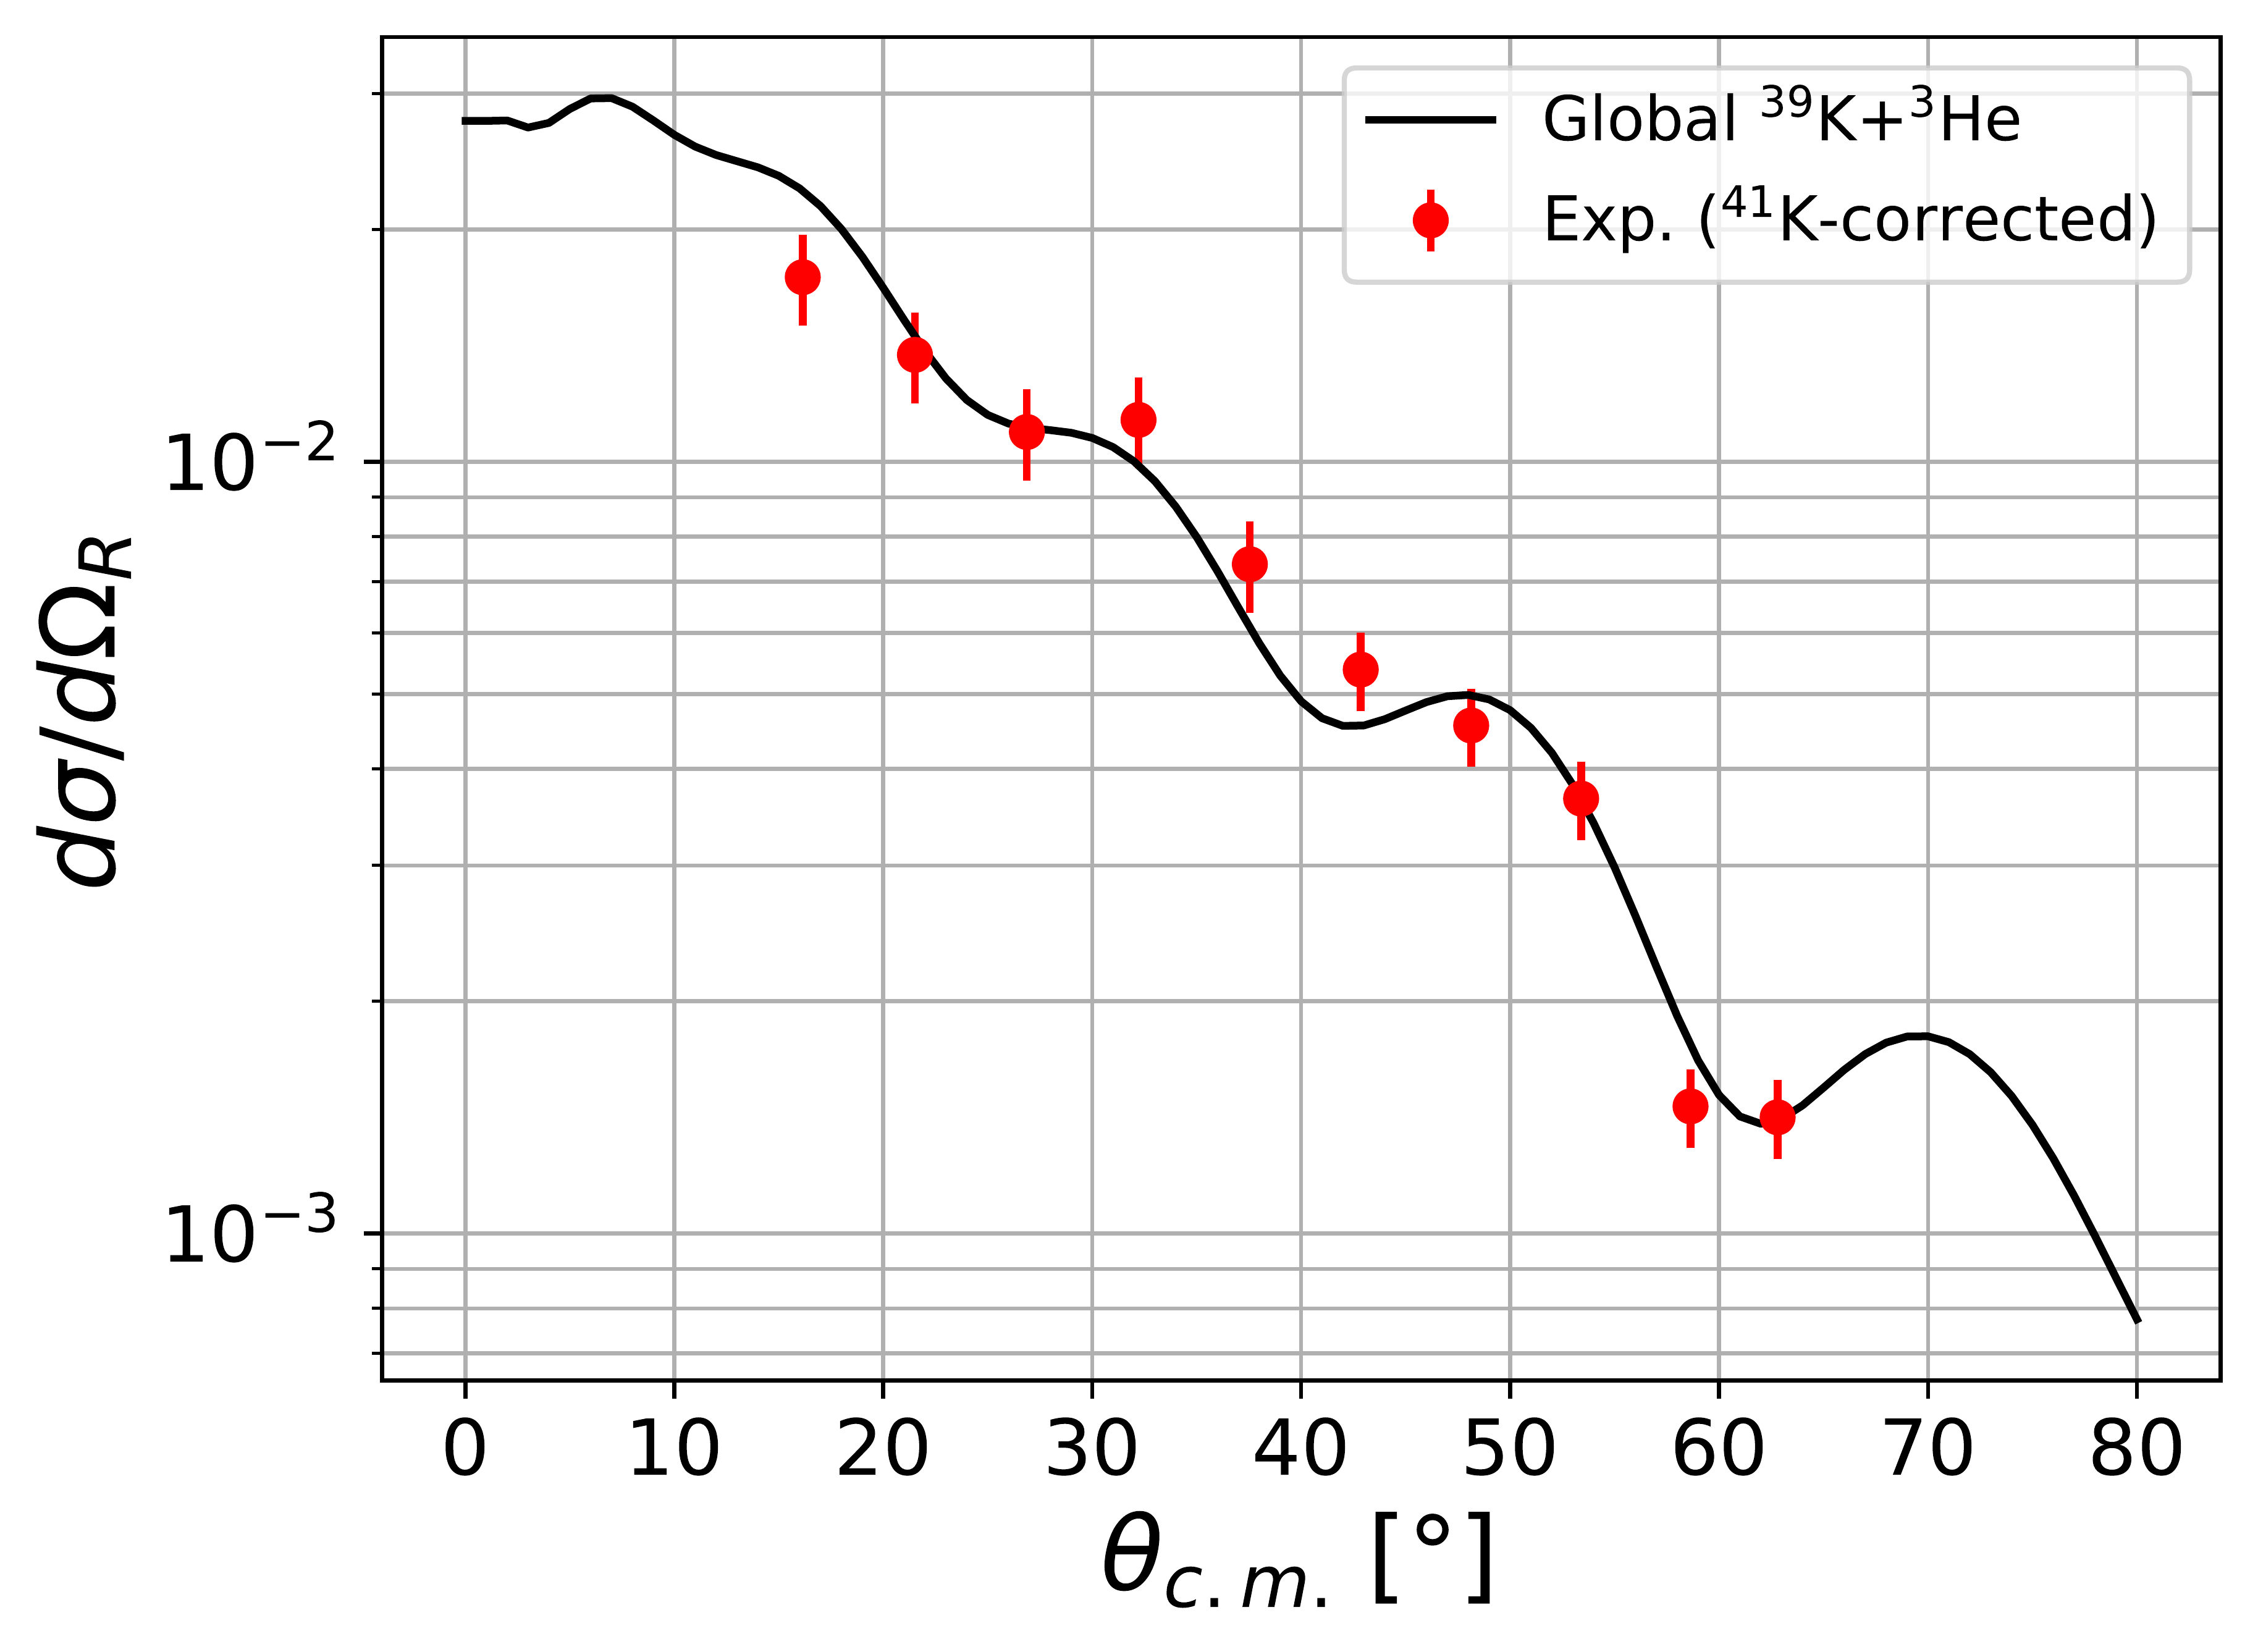 Global ³⁹K+³He
Exp. (⁴¹K-corrected)
dσ/dΩ_R
10⁻²
10⁻³
0 10 20 30 40 50 60 70 80
θ_{c.m.} [°]